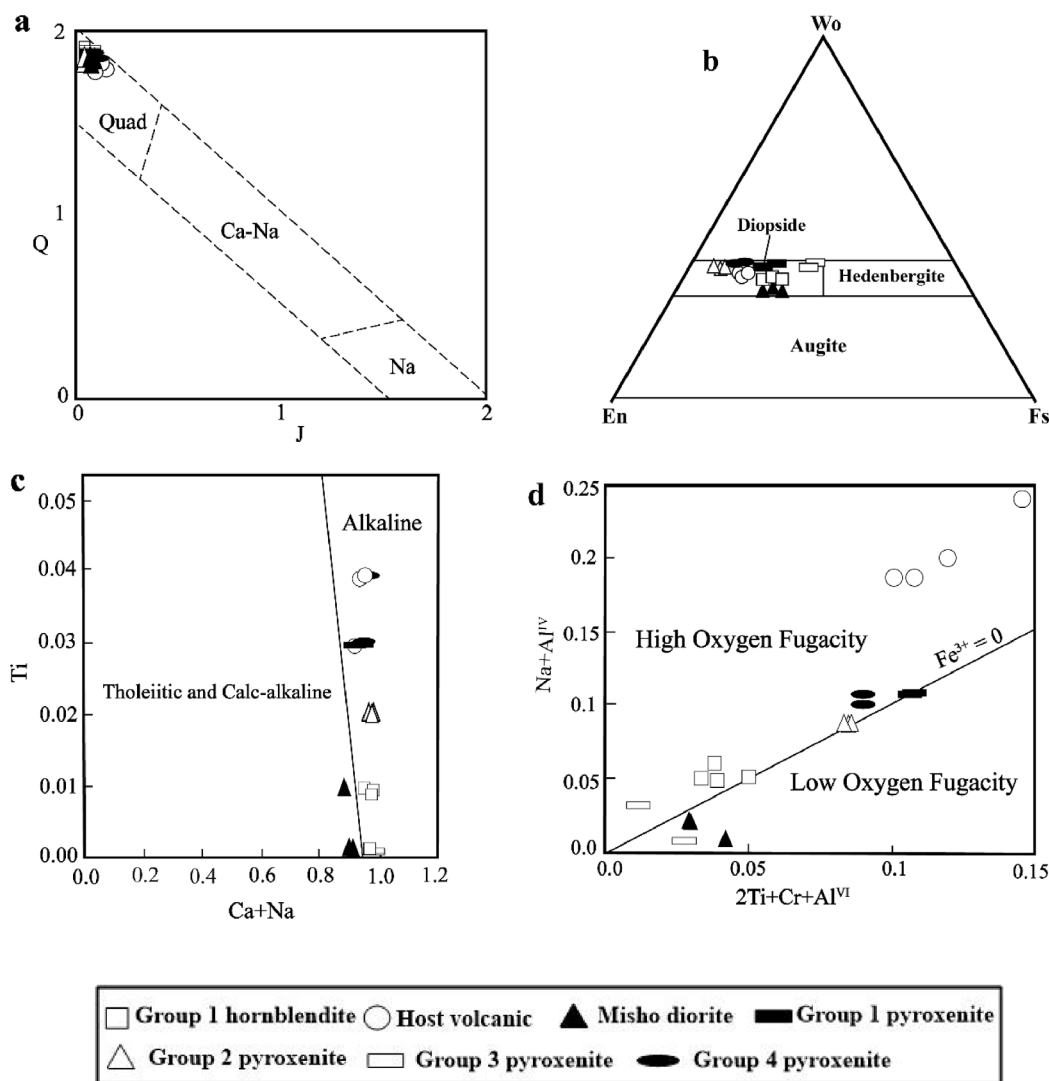 a
2
1
0
Q
Quad
Ca-Na
Na
0
1
2
J
b
Wo
Diopside
Hedenbergite
Augite
En
Fs
c
Ti
0.05
0.04
0.03
0.02
0.01
0.00
Alkaline
Tholeiitic and Calc-alkaline
0.0
0.2
0.4
0.6
0.8
1.0
1.2
Ca+Na
d
Na+Alᴵⱽ
0.25
0.2
0.15
0.1
0.05
0.0
High Oxygen Fugacity
Fe³⁺ = 0
Low Oxygen Fugacity
0
0.05
0.1
0.15
2Ti+Cr+Alⱽᴵ
Group 1 hornblendite
Host volcanic
Misho diorite
Group 1 pyroxenite
Group 2 pyroxenite
Group 3 pyroxenite
Group 4 pyroxenite